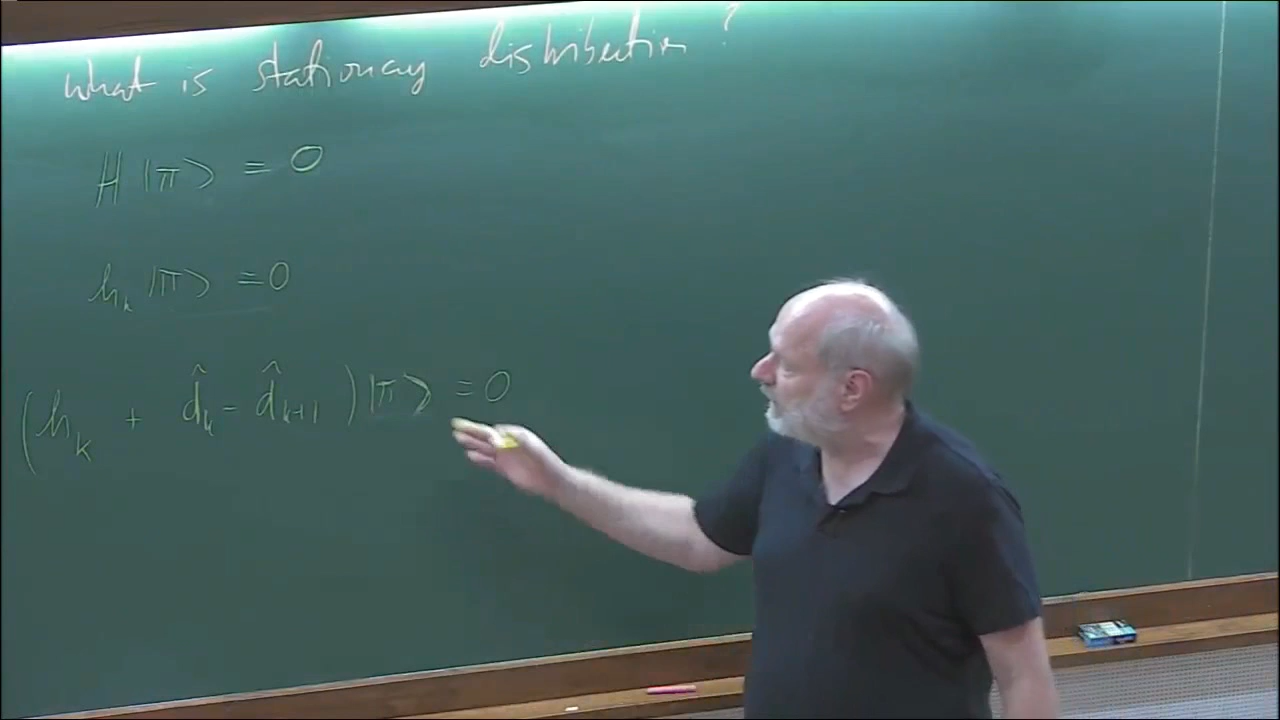 What is stationary distribution ?
H |π⟩ = 0
h_k |π⟩ = 0
(h_k + d̂_k - d̂_{k+1}) |π⟩ = 0